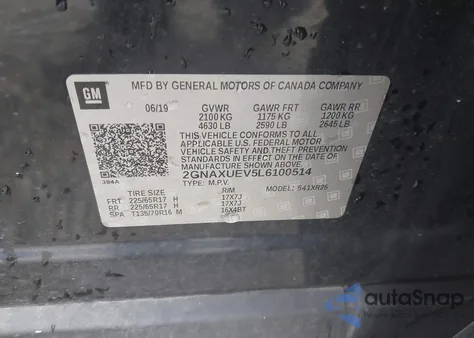 GM
MFD BY GENERAL MOTORS OF CANADA COMPANY
06/19 GVWR GAWR FRT GAWR RR
2100 KG 1175 KG 1200 KG
4630 LB 2590 LB 2645 LB
THIS VEHICLE CONFORMS TO ALL
APPLICABLE U.S. FEDERAL MOTOR
VEHICLE SAFETY AND THEFT PREVENTION
STANDARDS IN EFFECT ON THE DATE OF
MANUFACTURE SHOWN ABOVE.
2GNAXUEV5L6100514
TYPE: M.P.V. MODEL: 541XR26
384A
TIRE SIZE RIM
FRT 225/65R17 H 17X7J
RR 225/65R17 H 17X7J
SPA T135/70R16 M 16X4BT
autoSnap